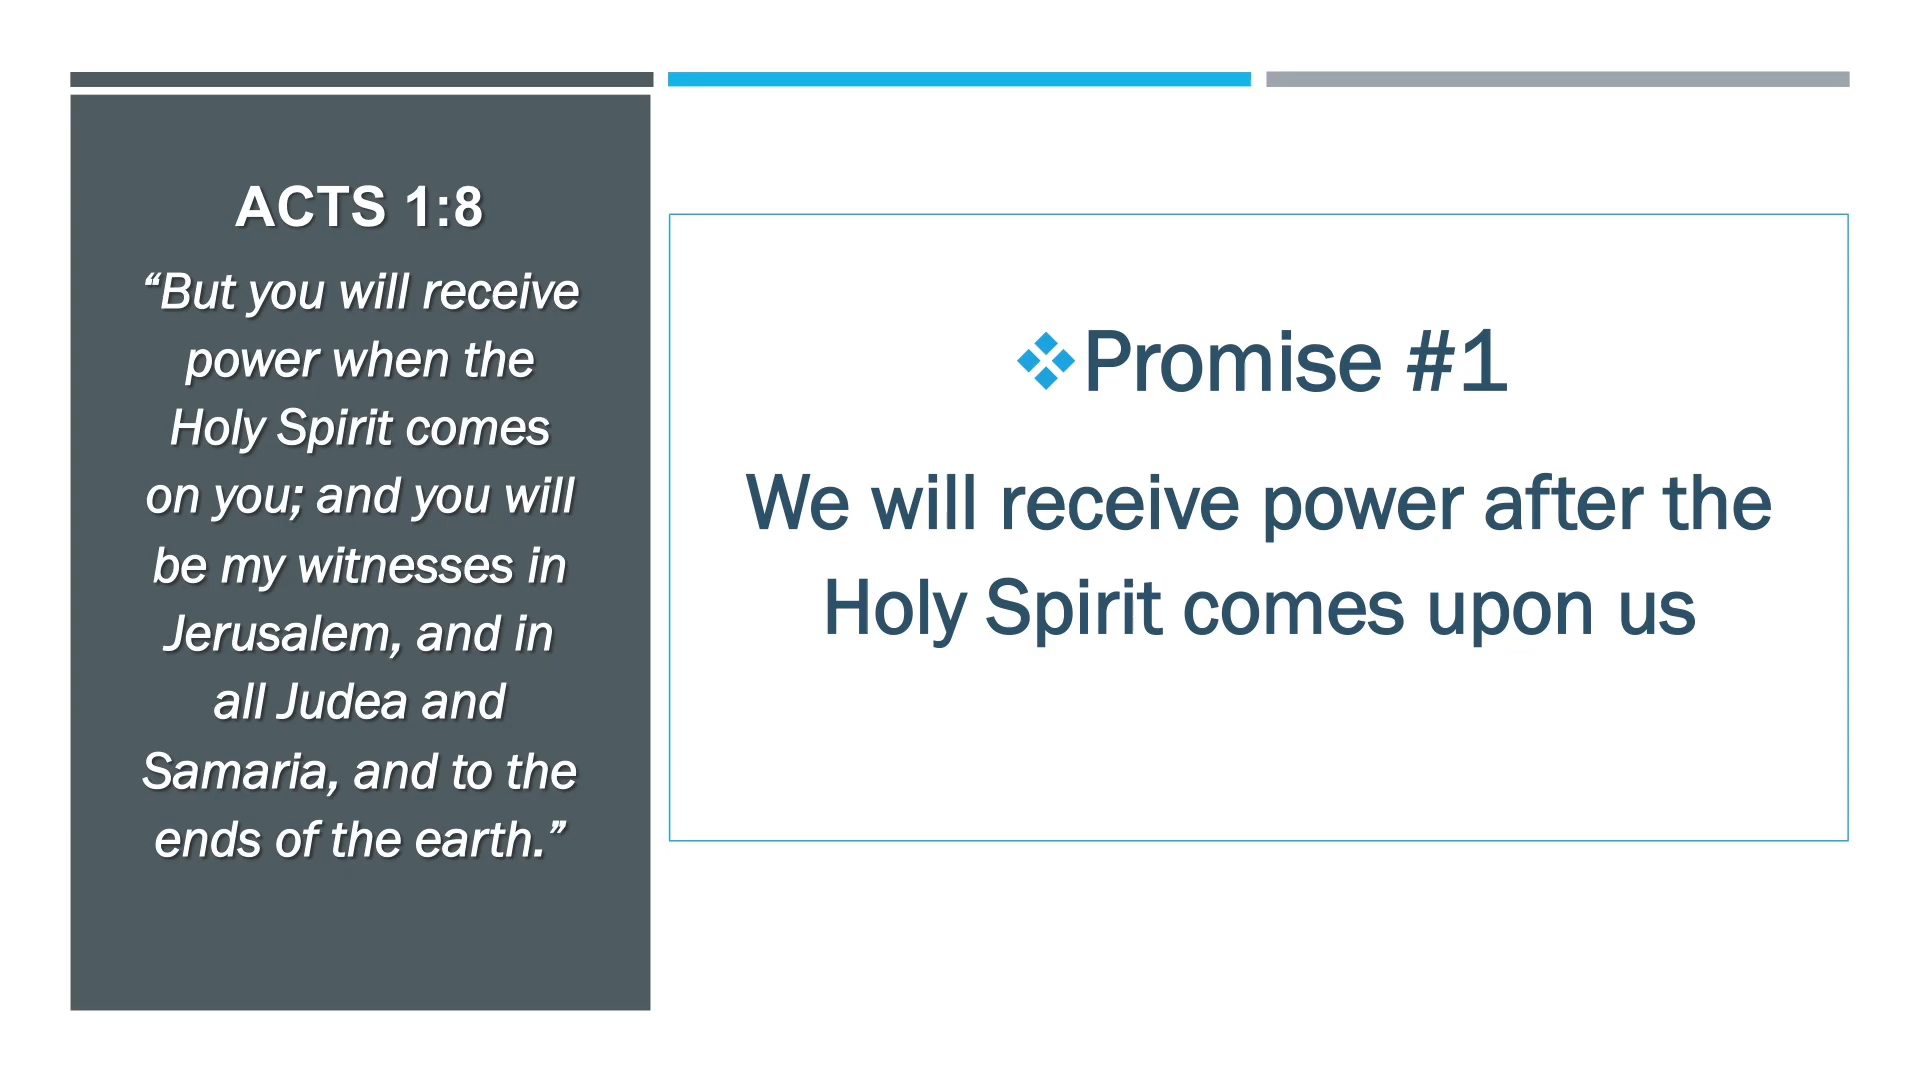 ACTS 1:8
“But you will receive
power when the
Holy Spirit comes
on you; and you will
be my witnesses in
Jerusalem, and in
all Judea and
Samaria, and to the
ends of the earth.”
Promise #1
We will receive power after the
Holy Spirit comes upon us